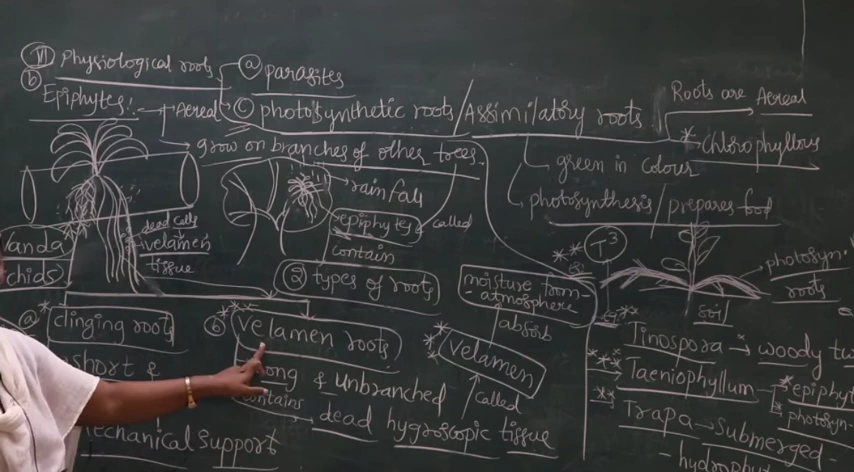 VI Physiological roots
ⓐ parasites
ⓑ Epiphytes:- → Aereal
ⓒ photosynthetic roots / Assimilatory roots
Roots are Aereal
* chlorophyllous
grow on branches of other trees.
green in colour
photosynthesis / prepares food
rainfall
epiphytes called
contain
② types of roots
dead cells
velamen
tissue
anda
chids)
** T³
photosyn.
roots
soil
moisture from
atmosphere
absorb
** velamen
called
ⓐ* clinging roots
short &
mechanical support
ⓑ ** velamen roots
long & unbranched
contains → dead hygroscopic tissue
Tinospora → woody tw
*** Taeniophyllum → * epiphyt
* photosyn-
** Trapa → Submerged-
- hydrophyt